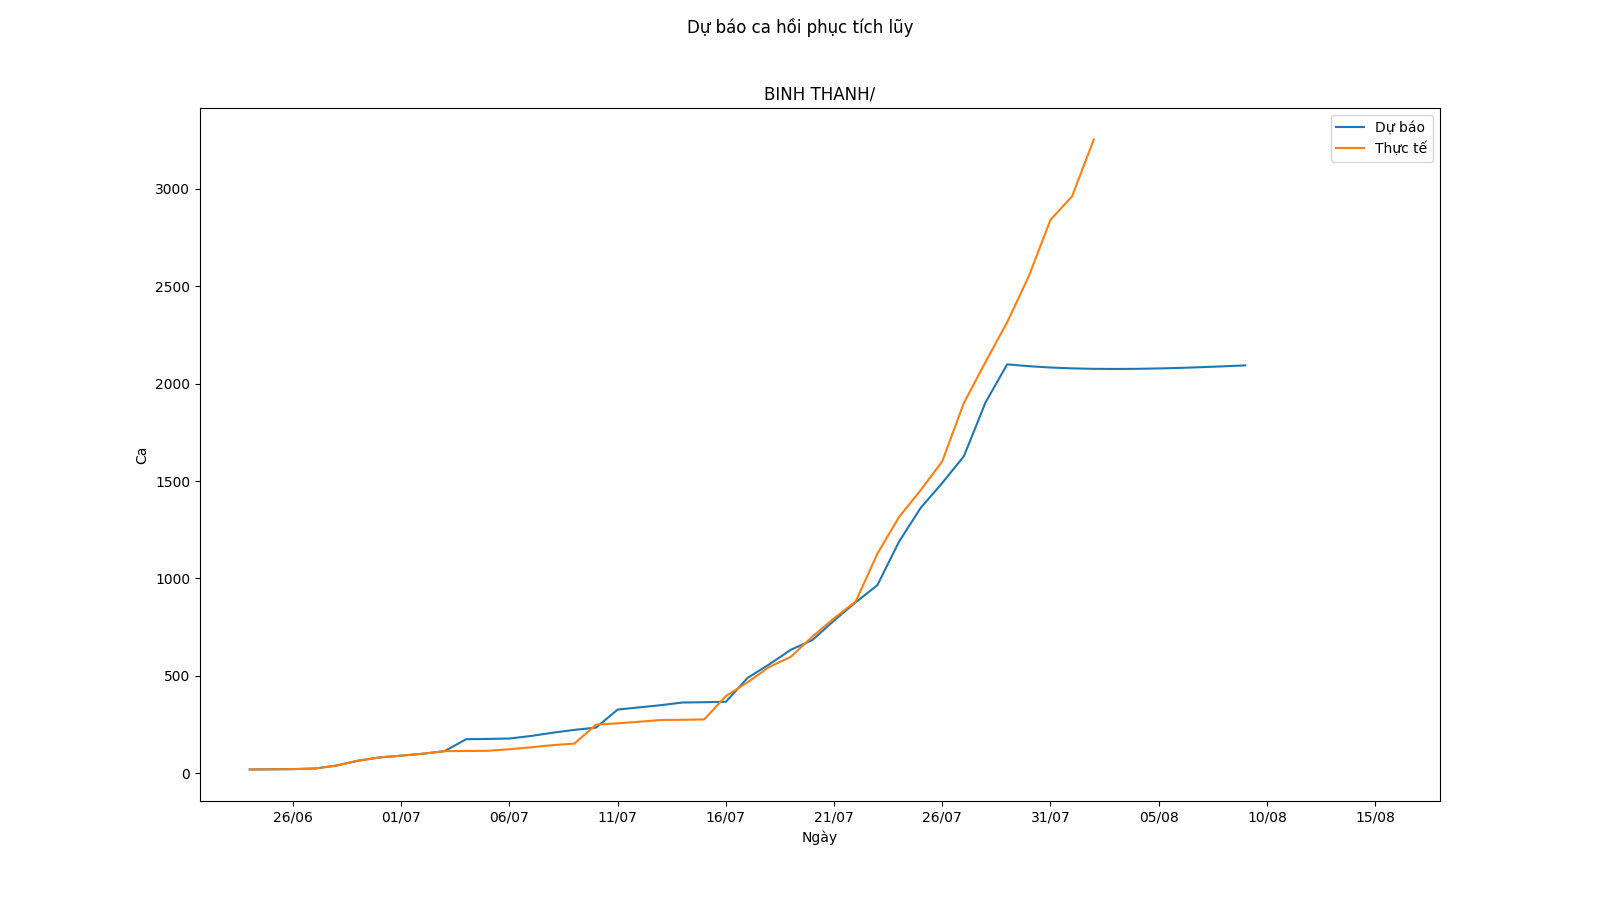 Dự báo ca hồi phục tích lũy
BINH THANH/
Dự báo
Thực tế
3000
2500
2000
1500
1000
500
0
Ca
26/06 01/07 06/07 11/07 16/07 21/07 26/07 31/07 05/08 10/08 15/08
Ngày